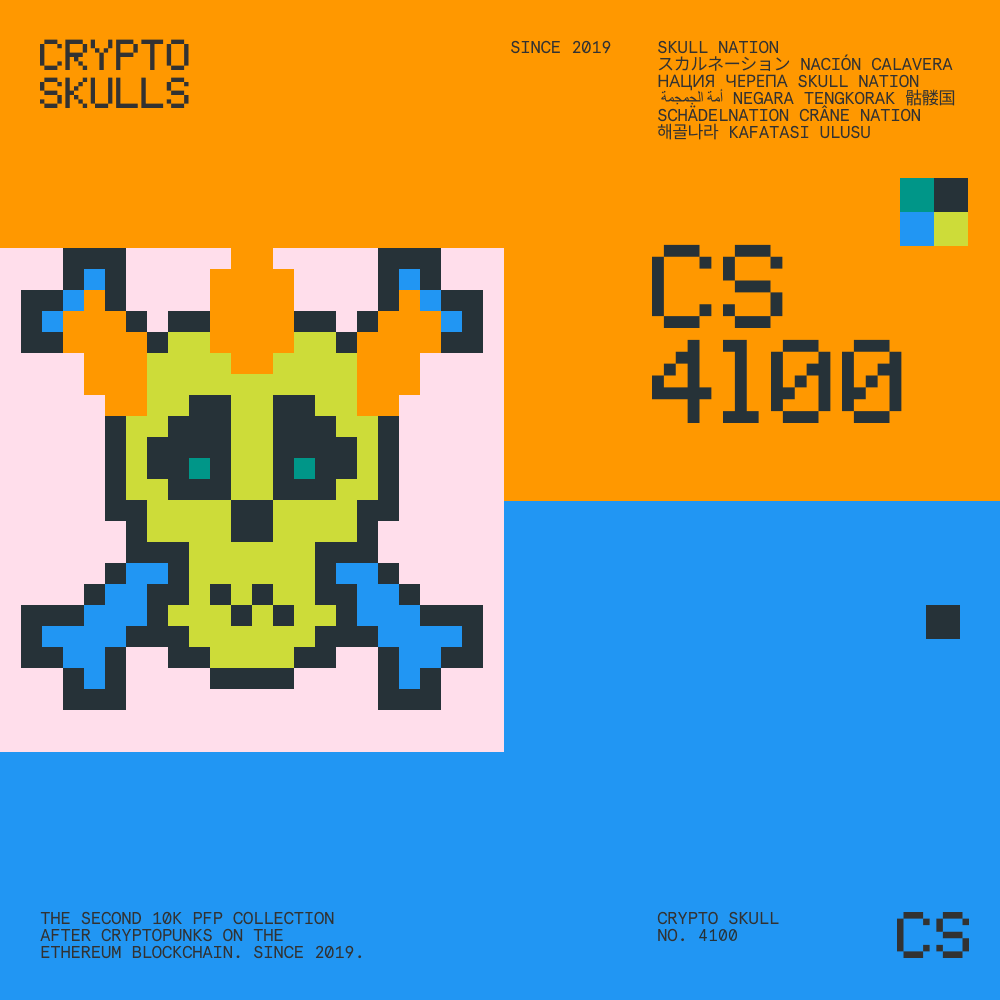 CRYPTO
SKULLS
SINCE 2019
SKULL NATION
スカルネーション NACIÓN CALAVERA
НАЦИЯ ЧЕРЕПА SKULL NATION
أمة الجمجمة NEGARA TENGKORAK 骷髅国
SCHÄDELNATION CRÂNE NATION
해골나라 KAFATASI ULUSU
CS
4100
THE SECOND 10K PFP COLLECTION
AFTER CRYPTOPUNKS ON THE
ETHEREUM BLOCKCHAIN. SINCE 2019.
CRYPTO SKULL
NO. 4100
CS